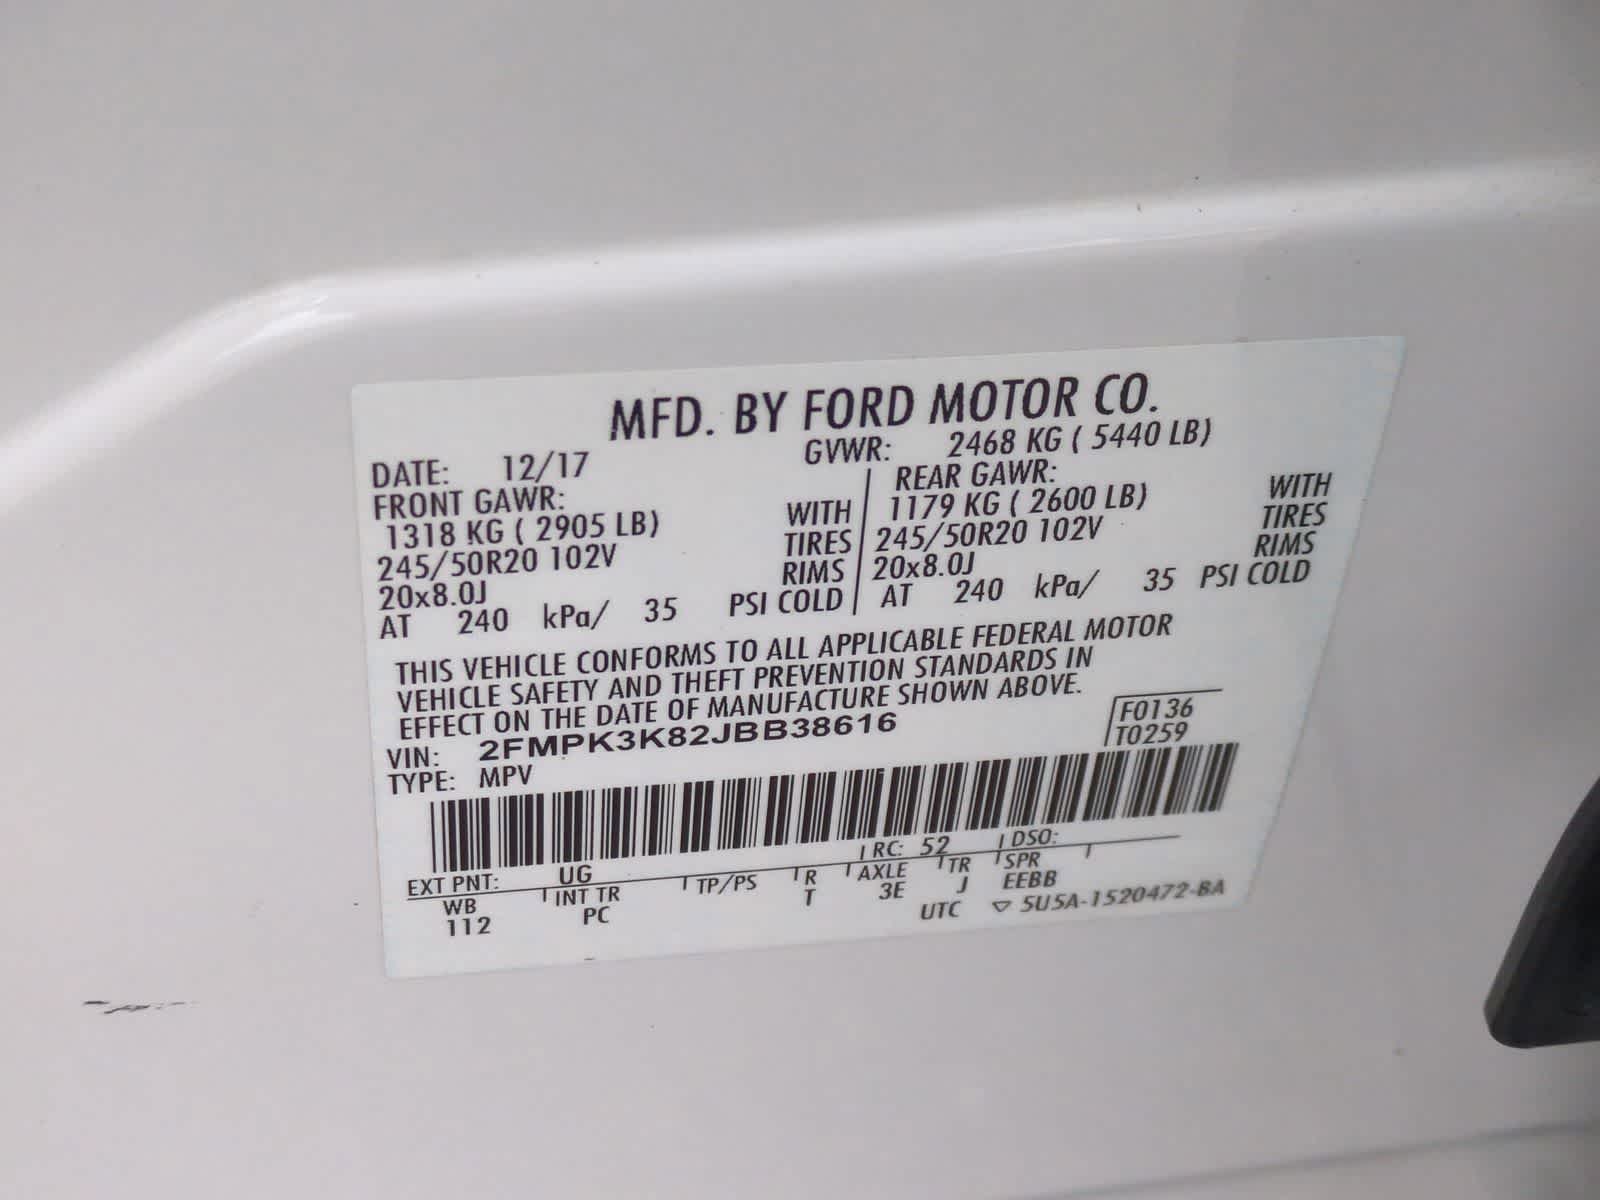 MFD. BY FORD MOTOR CO.
DATE: 12/17 GVWR: 2468 KG ( 5440 LB)
FRONT GAWR: REAR GAWR:
1318 KG ( 2905 LB) WITH 1179 KG ( 2600 LB) WITH
245/50R20 102V TIRES 245/50R20 102V TIRES
20x8.0J RIMS 20x8.0J RIMS
AT 240 kPa/ 35 PSI COLD AT 240 kPa/ 35 PSI COLD
THIS VEHICLE CONFORMS TO ALL APPLICABLE FEDERAL MOTOR
VEHICLE SAFETY AND THEFT PREVENTION STANDARDS IN
EFFECT ON THE DATE OF MANUFACTURE SHOWN ABOVE.
VIN: 2FMPK3K82JBB38616 F0136
TYPE: MPV T0259
EXT PNT: UG RC: 52 DSO:
WB INT TR TP/PS R AXLE TR SPR
112 PC T 3E J EEBB
UTC ▽ 5U5A-1520472-BA